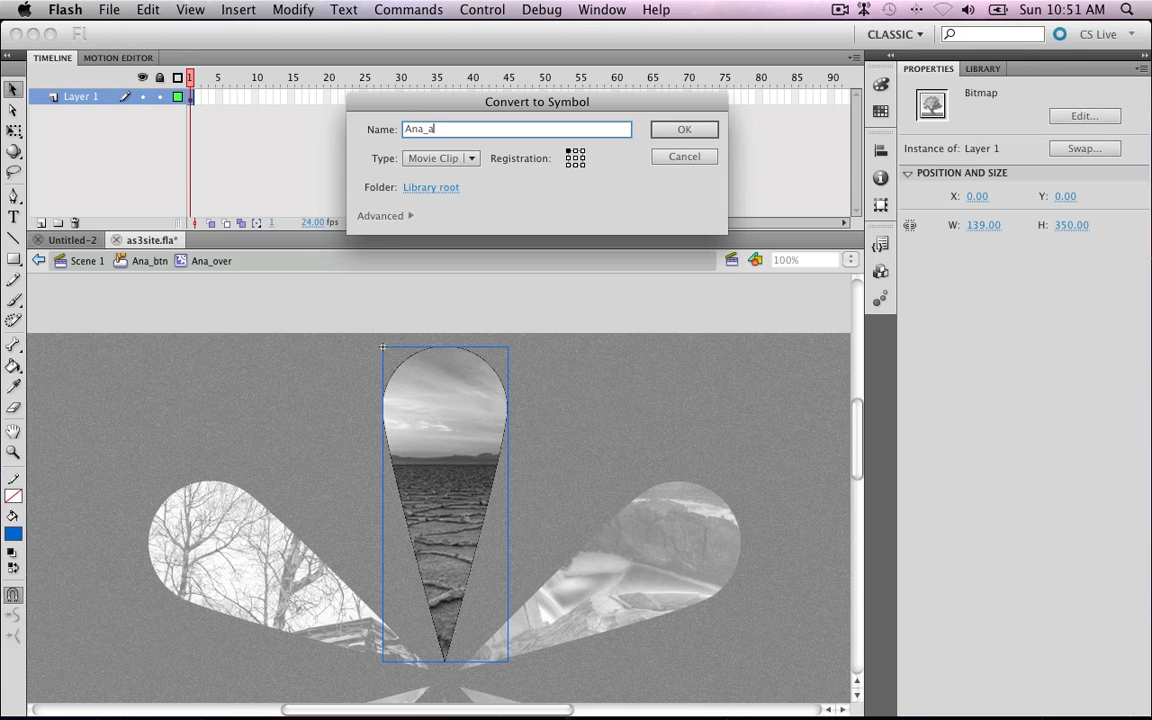 Flash File Edit View Insert Modify Text Commands Control Debug Window Help Sun 10:51 AM
Fl CLASSIC CS Live
TIMELINE MOTION EDITOR
1 5 10 15 20 25 30 35 40 45 50 55 60 65 70 75 80 85 90
Layer 1
Convert to Symbol
Name: Ana_a OK
Type: Movie Clip Registration: Cancel
Folder: Library root
Advanced
1 24.00 fps
Untitled-2 as3site.fla*
Scene 1 Ana_btn Ana_over 100%
PROPERTIES LIBRARY
Bitmap
Edit...
Instance of: Layer 1 Swap...
POSITION AND SIZE
X: 0.00 Y: 0.00
W: 139.00 H: 350.00